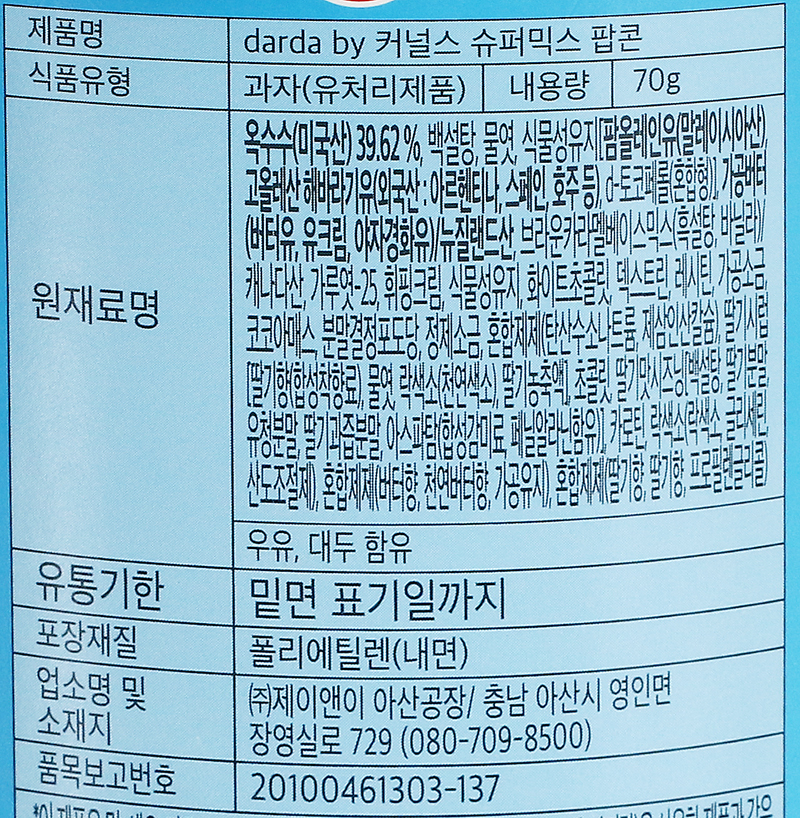 제품명 darda by 커널스 슈퍼믹스 팝콘
식품유형 과자(유처리제품) 내용량 70g
원재료명
옥수수(미국산) 39.62 %, 백설탕, 물엿, 식물성유지[팜올레인유(말레이시아산),
고올레산 해바라기유(외국산 : 아르헨티나, 스페인, 호주 등), d-토코페롤(혼합형)], 가공버터
(버터유, 유크림, 야자경화유)/뉴질랜드산, 브라운카라멜베이스믹스(흑설탕, 바닐라)/
캐나다산, 가루엿-25, 휘핑크림, 식물성유지, 화이트초콜릿, 덱스트린, 레시틴, 가공소금,
코코아매스, 분말결정포도당, 정제소금, 혼합제제(탄산수소나트륨, 제삼인산칼슘), 딸기시럽
[딸기향(합성착향료), 물엿, 락색소(천연색소), 딸기농축액], 초콜릿, 딸기맛시즈닝[백설탕, 딸기분말,
유청분말, 딸기과즙분말, 아스파탐(합성감미료, 페닐알라닌함유)], 카로틴, 락색소(락색소, 글리세린,
산도조절제), 혼합제제(버터향, 천연버터향, 가공유지), 혼합제제(딸기향, 딸기향, 프로필렌글리콜)
우유, 대두 함유
유통기한 밑면 표기일까지
포장재질 폴리에틸렌(내면)
업소명 및
소재지
㈜제이앤이 아산공장/ 충남 아산시 영인면
장영실로 729 (080-709-8500)
품목보고번호 20100461303-137